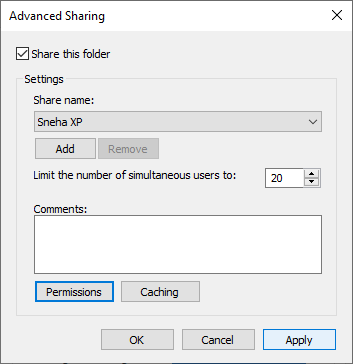 Advanced Sharing
Share this folder
Settings
Share name:
Sneha XP
Add Remove
Limit the number of simultaneous users to: 20
Comments:
Permissions Caching
OK Cancel Apply